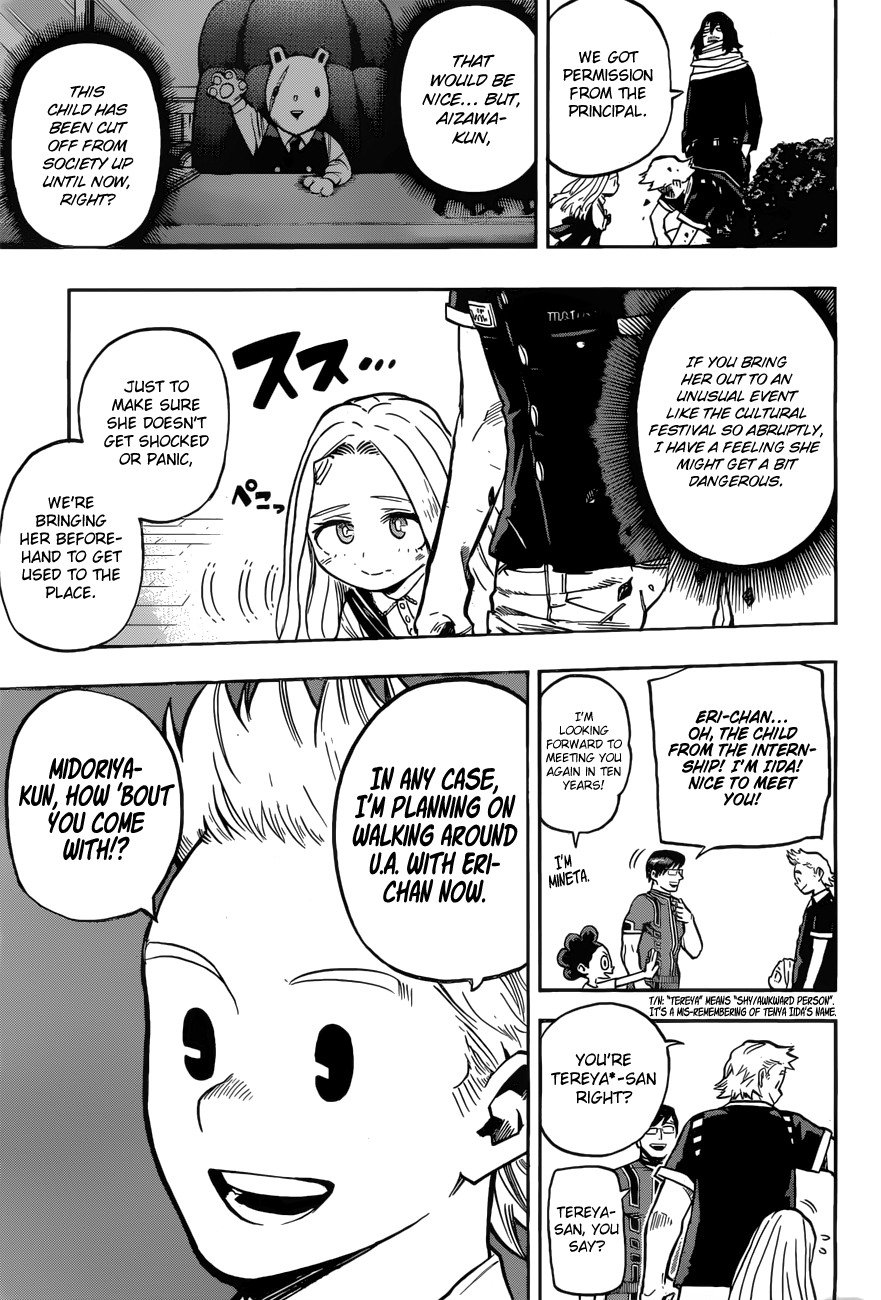 WE GOT
PERMISSION
FROM THE
PRINCIPAL.
THAT
WOULD BE
NICE... BUT,
AIZAWA-
KUN,
THIS
CHILD HAS
BEEN CUT
OFF FROM
SOCIETY UP
UNTIL NOW,
RIGHT?
IF YOU BRING
HER OUT TO AN
UNUSUAL EVENT
LIKE THE CULTURAL
FESTIVAL SO ABRUPTLY,
I HAVE A FEELING SHE
MIGHT GET A BIT
DANGEROUS.
スス...
ペこっ
JUST TO
MAKE SURE
SHE DOESN'T
GET SHOCKED
OR PANIC,
WE'RE
BRINGING
HER BEFORE-
HAND TO GET
USED TO THE
PLACE.
ERI-CHAN...
OH, THE CHILD
FROM THE INTERN-
SHIP! I'M IIDA!
NICE TO MEET
YOU!
I'M
LOOKING
FORWARD TO
MEETING YOU
AGAIN IN TEN
YEARS!
I'M
MINETA.
T/N: "TEREYA" MEANS "SHY/AWKWARD PERSON".
IT'S A MIS-REMEMBERING OF TENYA IIDA'S NAME.
YOU'RE
TEREYA*-SAN
RIGHT?
TEREYA-
SAN, YOU
SAY?
IN ANY CASE,
I'M PLANNING ON
WALKING AROUND
U.A. WITH ERI-
CHAN NOW.
MIDORIYA-
KUN, HOW 'BOUT
YOU COME
WITH!?